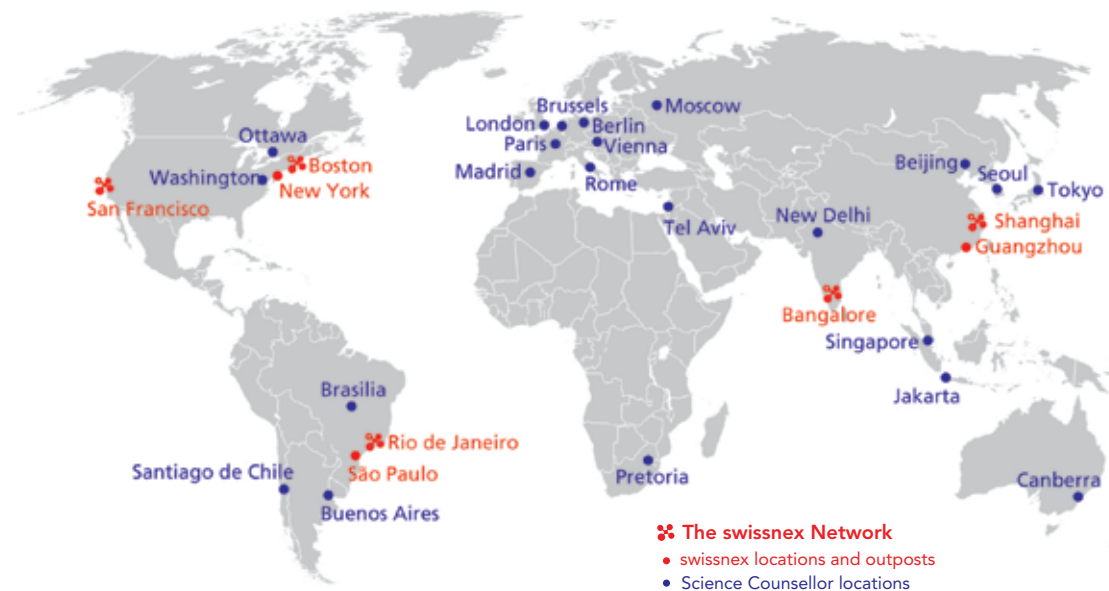 Brussels
Moscow
London
Berlin
Ottawa
Paris
Vienna
Boston
Beijing
Madrid
Washington
Rome
Seoul
New York
Tokyo
San Francisco
New Delhi
Shanghai
Tel Aviv
Guangzhou
Bangalore
Singapore
Brasilia
Jakarta
Rio de Janeiro
Santiago de Chile
São Paulo
Pretoria
Canberra
Buenos Aires
The swissnex Network
swissnex locations and outposts
Science Counsellor locations